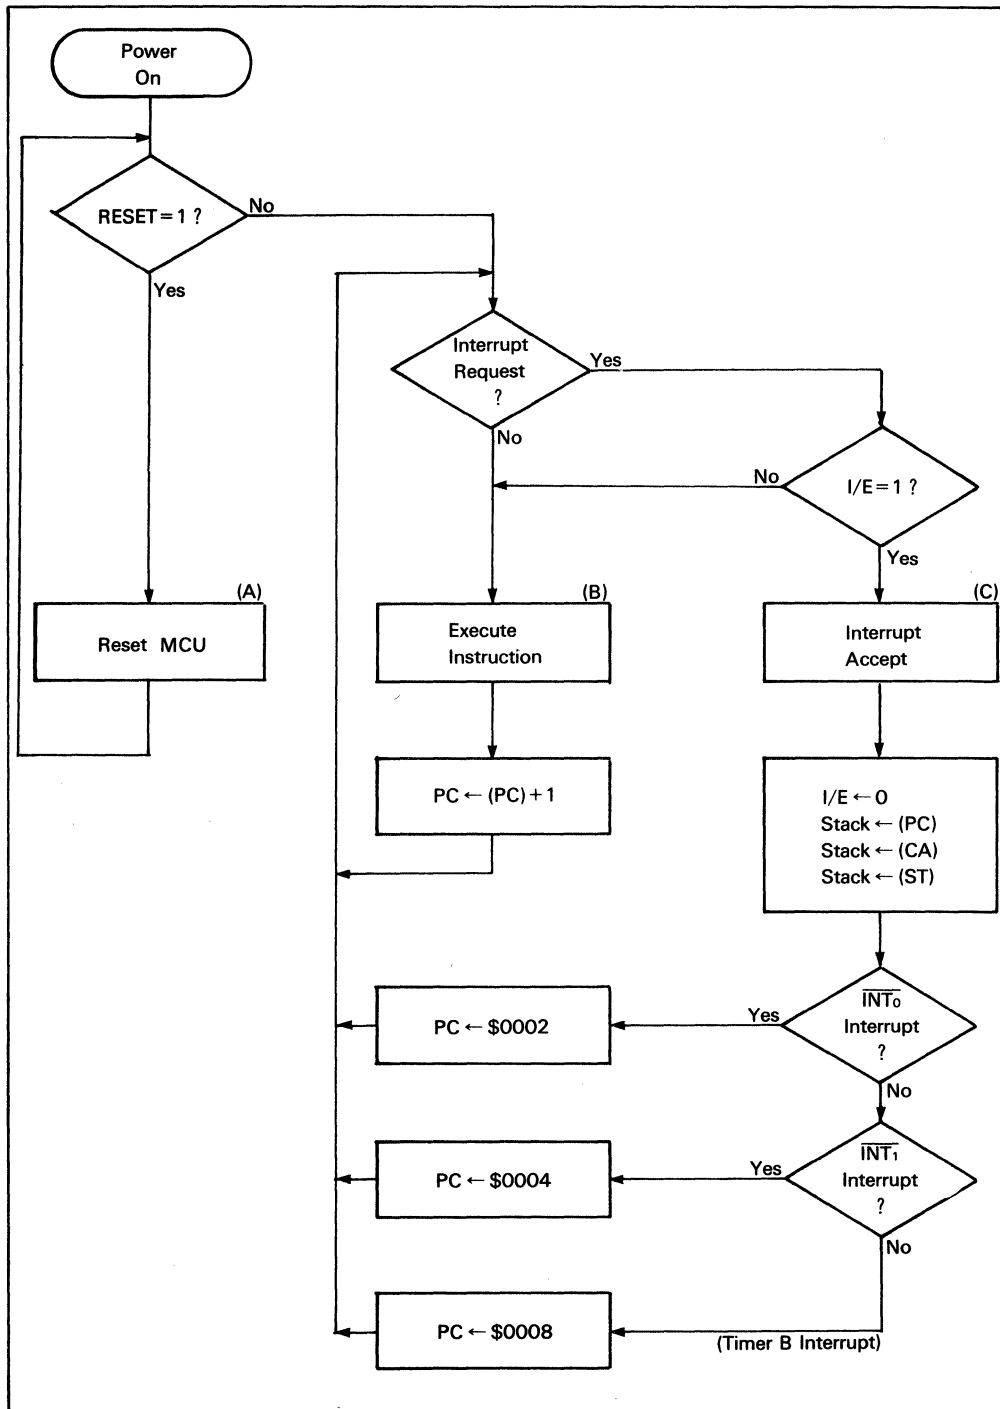 Power
On
RESET = 1 ?
No
Yes
Interrupt
Request
?
Yes
No
I/E = 1 ?
No
Yes
(A)
Reset MCU
(B)
Execute
Instruction
(C)
Interrupt
Accept
PC ← (PC) + 1
I/E ← 0
Stack ← (PC)
Stack ← (CA)
Stack ← (ST)
INT0
Interrupt
?
Yes
No
PC ← $0002
INT1
Interrupt
?
Yes
No
PC ← $0004
PC ← $0008
(Timer B Interrupt)